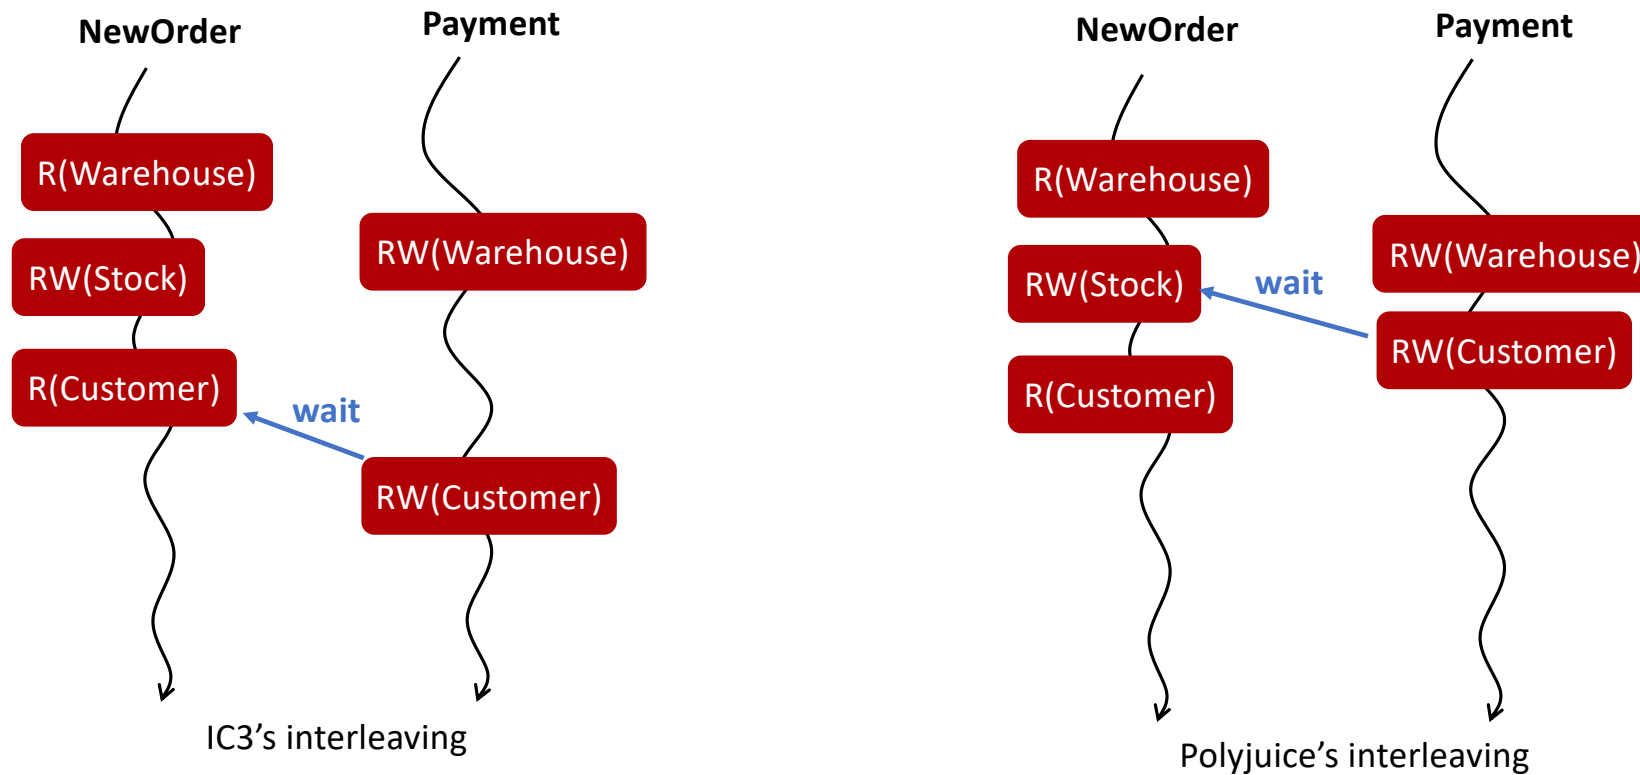 NewOrder
Payment
R(Warehouse)
RW(Warehouse)
RW(Stock)
R(Customer)
wait
RW(Customer)
IC3’s interleaving
NewOrder
Payment
R(Warehouse)
RW(Warehouse)
RW(Stock)
wait
RW(Customer)
R(Customer)
Polyjuice’s interleaving